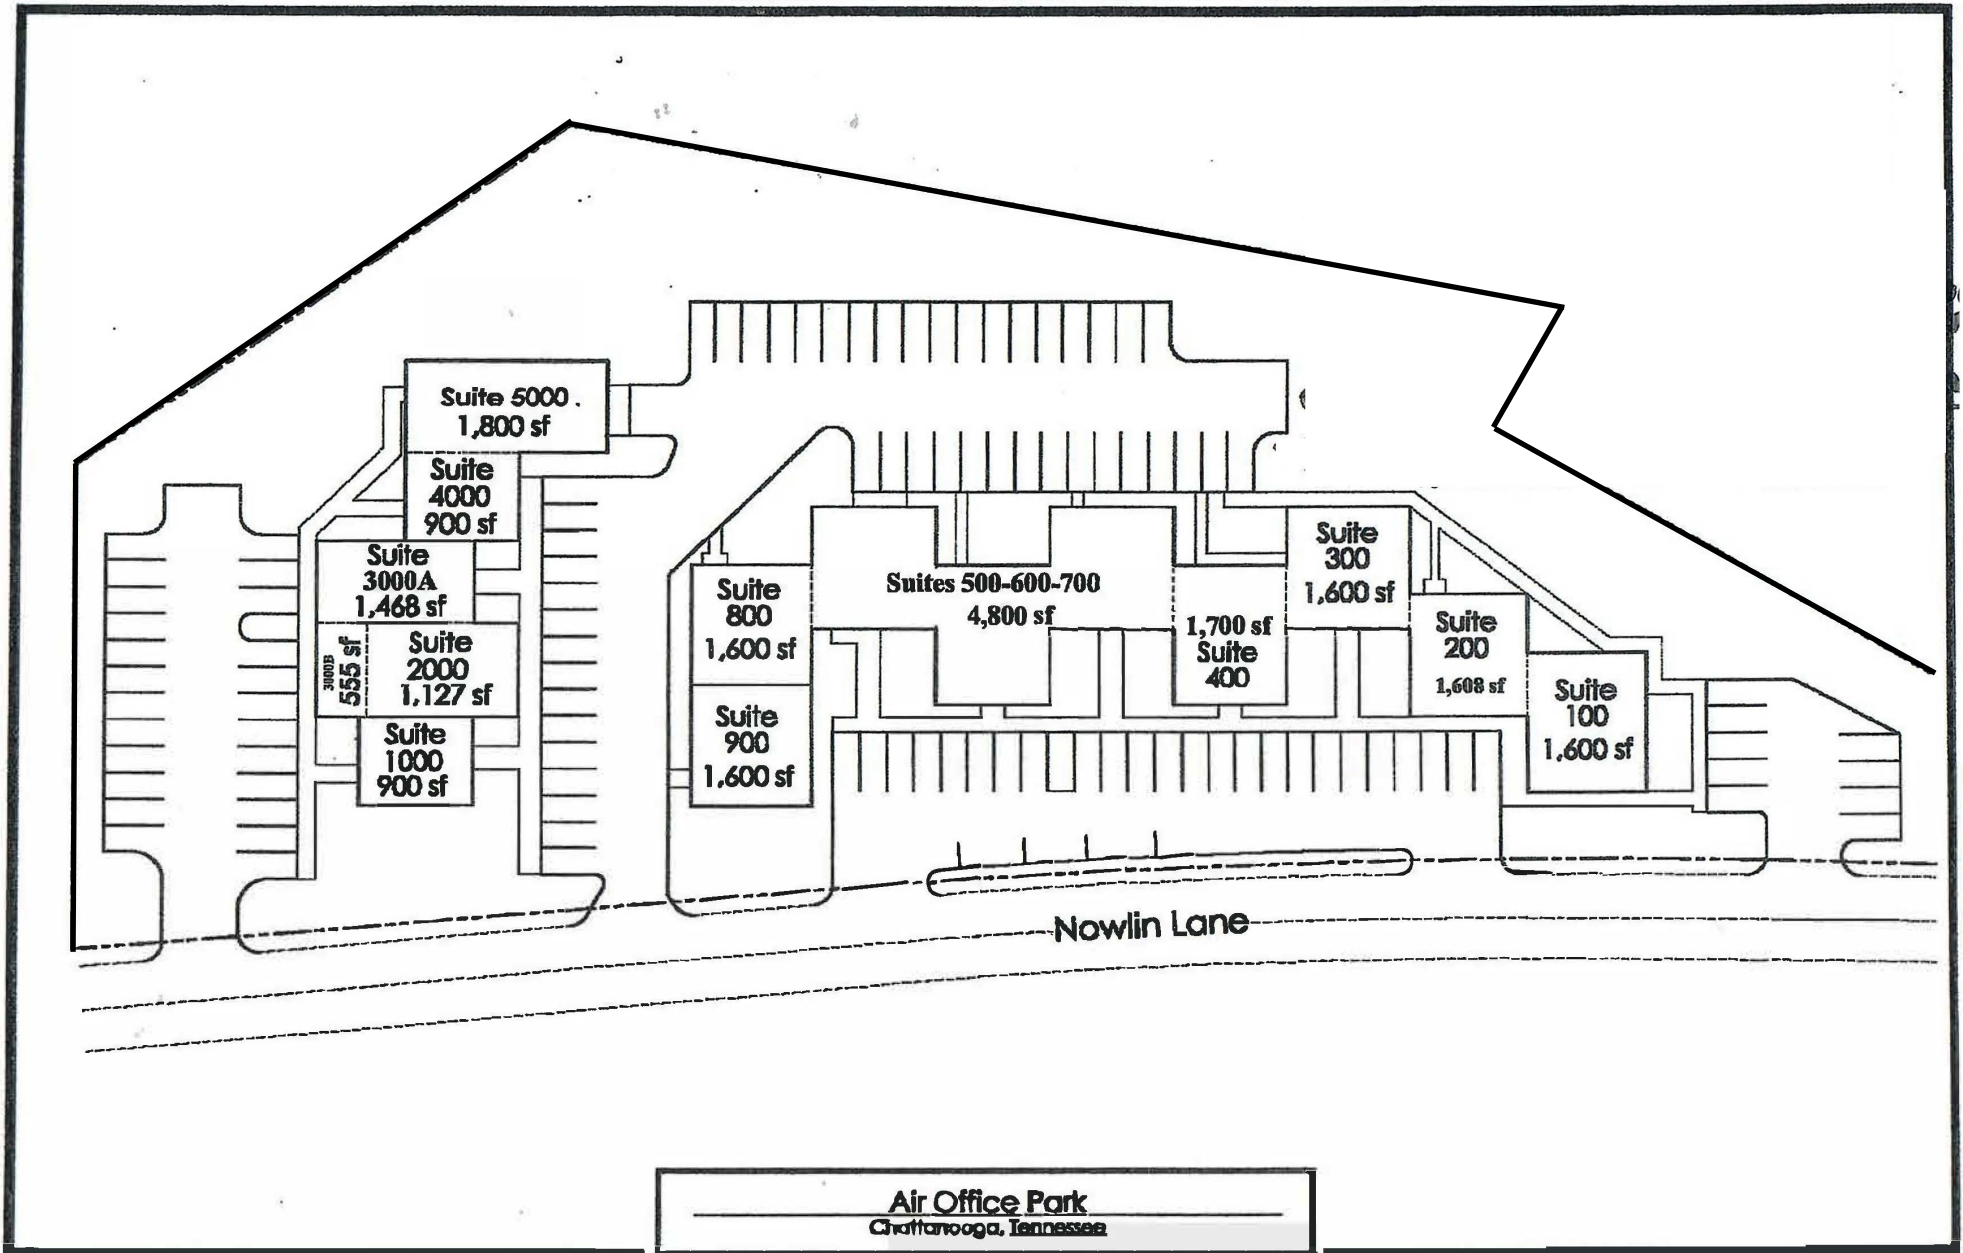 Suite 5000 .
1,800 sf
Suite
4000
900 sf
Suite
3000A
1,468 sf
3000B
555 sf
Suite
2000
1,127 sf
Suite
1000
900 sf
Suite
800
1,600 sf
Suite
900
1,600 sf
Suites 500-600-700
4,800 sf
1,700 sf
Suite
400
Suite
300
1,600 sf
Suite
200
1,608 sf
Suite
100
1,600 sf
Nowlin Lane
Air Office Park
Chattanooga, Tennessee